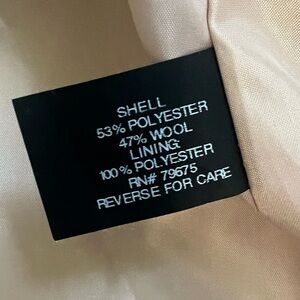 SHELL
53% POLYESTER
47% WOOL
LINING:
100% POLYESTER
RN# 79675
REVERSE FOR CARE